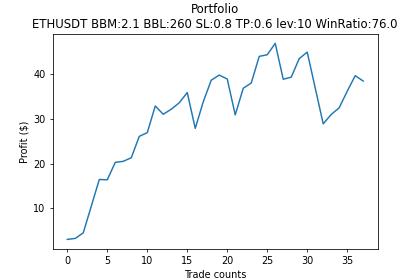 Portfolio
ETHUSDT BBM:2.1 BBL:260 SL:0.8 TP:0.6 lev:10 WinRatio:76.0
40
30
20
10
Profit ($)
0 5 10 15 20 25 30 35
Trade counts